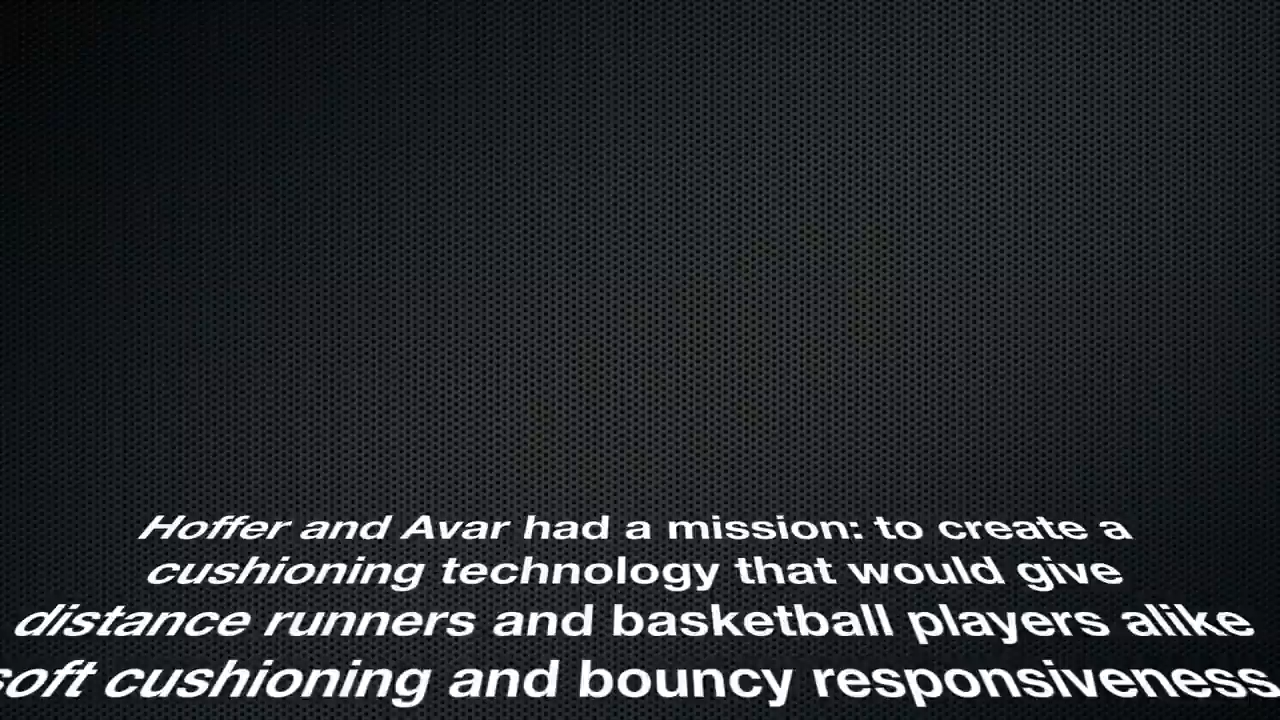 Hoffer and Avar had a mission: to create a
cushioning technology that would give
distance runners and basketball players alike
soft cushioning and bouncy responsiveness